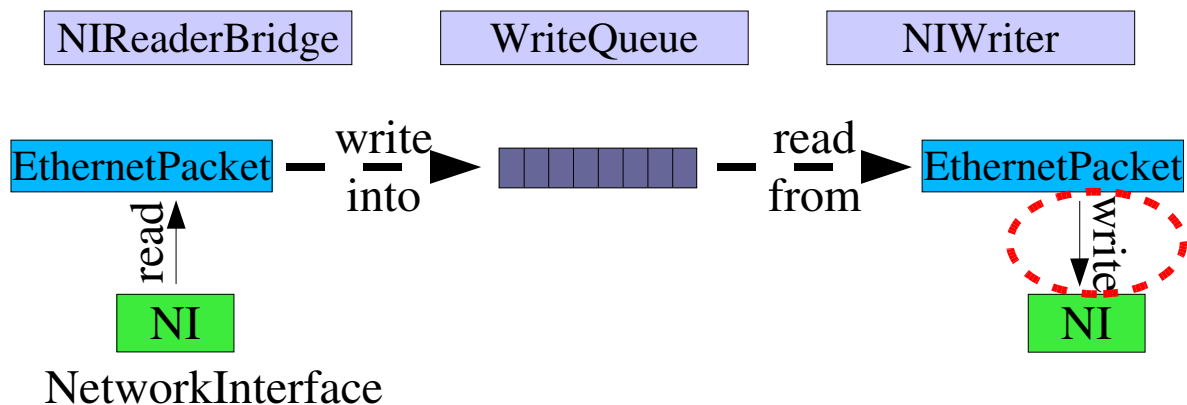 NIReaderBridge
WriteQueue
NIWriter
EthernetPacket
write
into
read
from
EthernetPacket
read
write
NI
NI
NetworkInterface